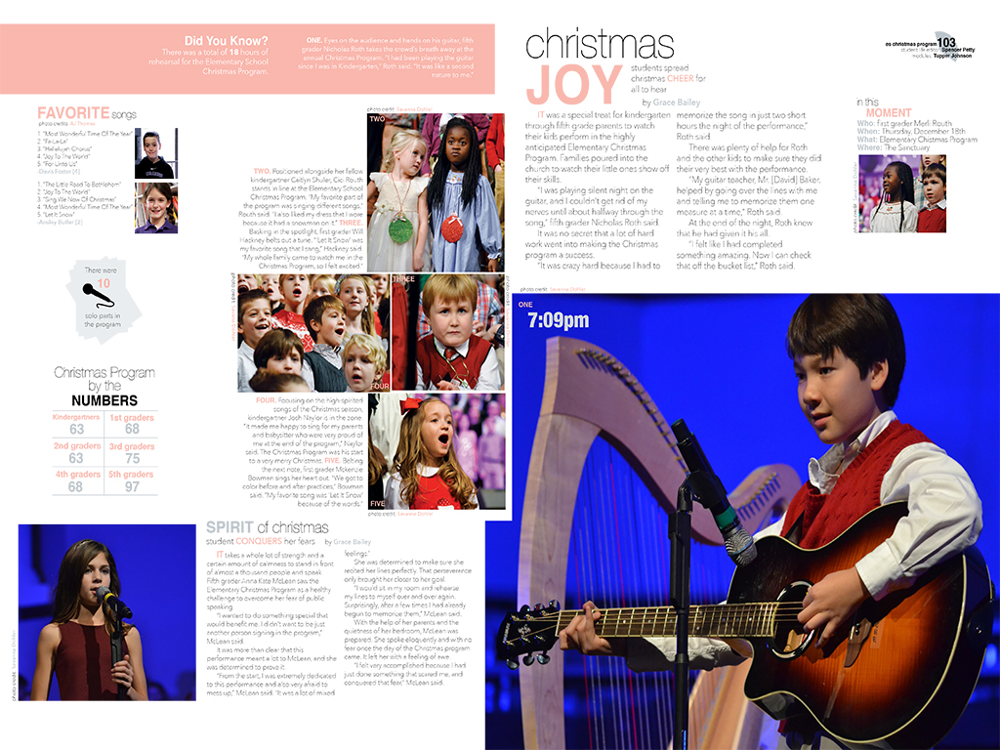 Did You Know?
There was a total of 18 hours of
rehearsal for the Elementary School
Christmas Program.
ONE. Eyes on the audience and hands on his guitar, fifth
grader Nicholas Roth takes the crowd's breath away at the
annual Christmas Program. "I had been playing the guitar
since I was in Kindergarten," Roth said. "It was like a second
nature to me."
FAVORITE songs
photo credits: AJ Thomas
1. "Most Wonderful Time Of The Year"
2. "Fa-La-La"
3. "Hallelujah Chorus"
4. "Joy To The World"
5. "For Unto Us"
1. "The Little Road To Bethlehem"
2. "Joy To The World"
3. "Sing We Now Of Christmas"
4. "Most Wonderful Time Of The Year"
5. "Let It Snow"
-Ansley Butler [2]
There were
10
solo parts in
the program
Christmas Program
by the
NUMBERS
Kindergartners
63
1st graders
68
2nd graders
63
3rd graders
75
4th graders
68
5th graders
97
photo credit: Savanna Dohler
TWO
TWO. Positioned alongside her fellow
kindergartner Caitlyn Shuler, Cici Routh
stands in line at the Elementary School
Christmas Program. "My favorite part of
the program was singing different songs,"
Routh said. "I also liked my dress that I wore
because it had a snowman on it." THREE.
Basking in the spotlight, first grader Will
Hackney belts out a tune. "'Let It Snow' was
my favorite song that I sang," Hackney said.
"My whole family came to watch me in the
Christmas Program, so I felt excited."
THREE
FOUR
FOUR. Focusing on the high-spirited
songs of the Christmas season,
kindergartner Josh Naylor is in the zone.
"It made me happy to sing for my parents
and babysitter who were very proud of
me at the end of the program," Naylor
said. The Christmas Program was his start
to a very merry Christmas. FIVE. Belting
the next note, first grader Mckenzie
Bowman sings her heart out. "We got to
color before and after practices," Bowman
said. "My favorite song was 'Let It Snow'
because of the words."
FIVE
photo credit: Savanna Dohler
SPIRIT of christmas
student CONQUERS her fears by Grace Bailey
IT takes a whole lot of strength and a
certain amount of calmness to stand in front
of almost a thousand people and speak.
Fifth grader Anna Kate McLean saw the
Elementary Christmas Program as a healthy
challenge to overcome her fear of public
speaking.
"I wanted to do something special that
would benefit me. I didn't want to be just
another person singing in the program,"
McLean said.
It was more than clear that this
performance meant a lot to McLean, and she
was determined to prove it.
"From the start, I was extremely dedicated
to this performance and also very afraid to
mess up," McLean said. "It was a lot of mixed
feelings."
She was determined to make sure she
recited her lines perfectly. That perseverance
only brought her closer to her goal.
"I would sit in my room and rehearse
my lines to myself over and over again.
Surprisingly, after a few times I had already
begun to memorize them," McLean said.
With the help of her parents and the
quietness of her bedroom, McLean was
prepared. She spoke eloquently and with no
fear once the day of the Christmas program
came. It left her with a feeling of awe.
"I felt very accomplished because I had
just done something that scared me, and
conquered that fear," McLean said.
christmas
JOY
students spread
christmas CHEER for
all to hear
by Grace Bailey
IT was a special treat for kindergarten
through fifth grade parents to watch
their kids perform in the highly
anticipated Elementary Christmas
Program. Families poured into the
church to watch their little ones show off
their skills.
"I was playing silent night on the
guitar, and I couldn't get rid of my
nerves until about halfway through the
song," fifth grader Nicholas Roth said.
It was no secret that a lot of hard
work went into making the Christmas
program a success.
"It was crazy hard because I had to
memorize the song in just two short
hours the night of the performance,"
Roth said.
There was plenty of help for Roth
and the other kids to make sure they did
their very best with the performance.
"My guitar teacher, Mr. [David] Baker,
helped by going over the lines with me
and telling me to memorize them one
measure at a time," Roth said.
At the end of the night, Roth knew
that he had given it his all.
"I felt like I had completed
something amazing. Now I can check
that off the bucket list," Roth said.
es christmas program 103
student life editor Spencer Petty
module Tupper Johnson
in this
MOMENT
Who: First grader Merli Routh
When: Thursday, December 18th
What: Elementary Chistmas Program
Where: The Sanctuary
photo credit: Savanna Dohler
ONE
7:09pm